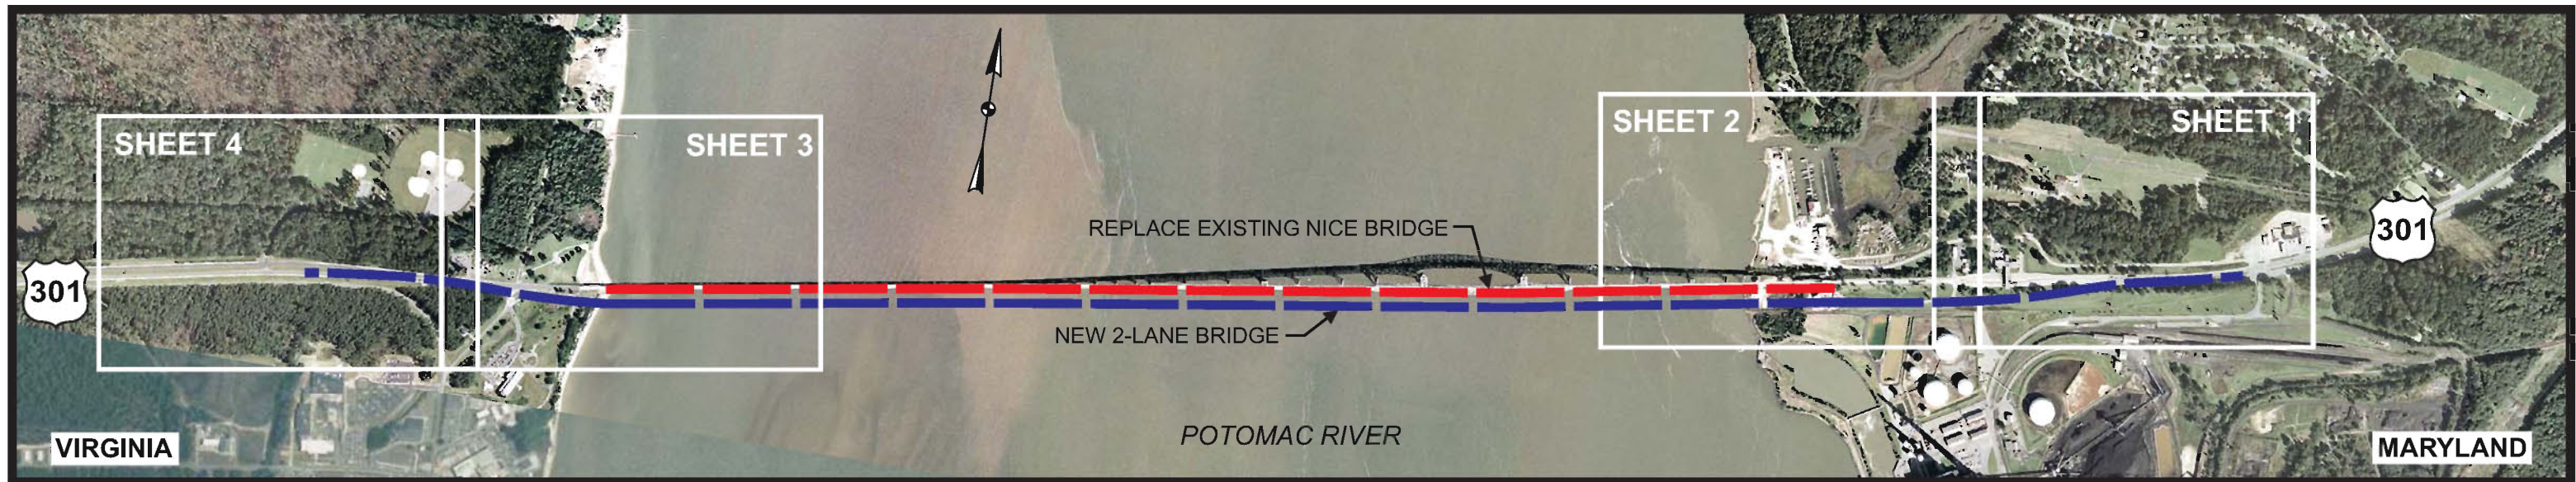 SHEET 4
SHEET 3
SHEET 2
SHEET 1
REPLACE EXISTING NICE BRIDGE
301
301
NEW 2-LANE BRIDGE
POTOMAC RIVER
VIRGINIA
MARYLAND